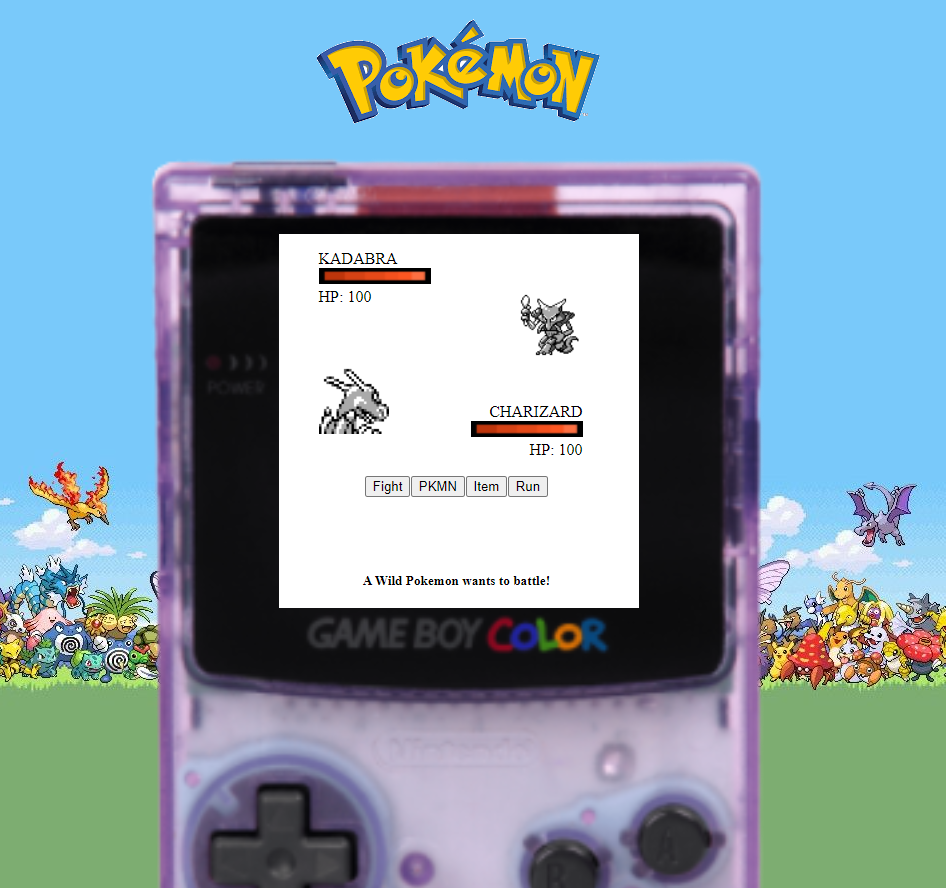 POKéMON
KADABRA
HP: 100
POWER
CHARIZARD
HP: 100
Fight PKMN Item Run
A Wild Pokemon wants to battle!
GAME BOY COLOR
Nintendo
B A